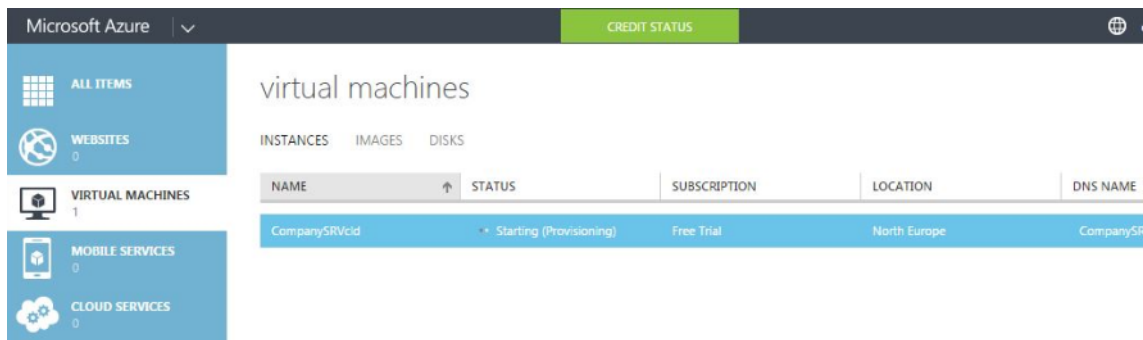 Microsoft Azure
CREDIT STATUS
ALL ITEMS
WEBSITES
0
VIRTUAL MACHINES
1
MOBILE SERVICES
0
CLOUD SERVICES
0
virtual machines
INSTANCES IMAGES DISKS
NAME STATUS SUBSCRIPTION LOCATION DNS NAME
CompanySRVcld Starting (Provisioning) Free Trial North Europe CompanySR